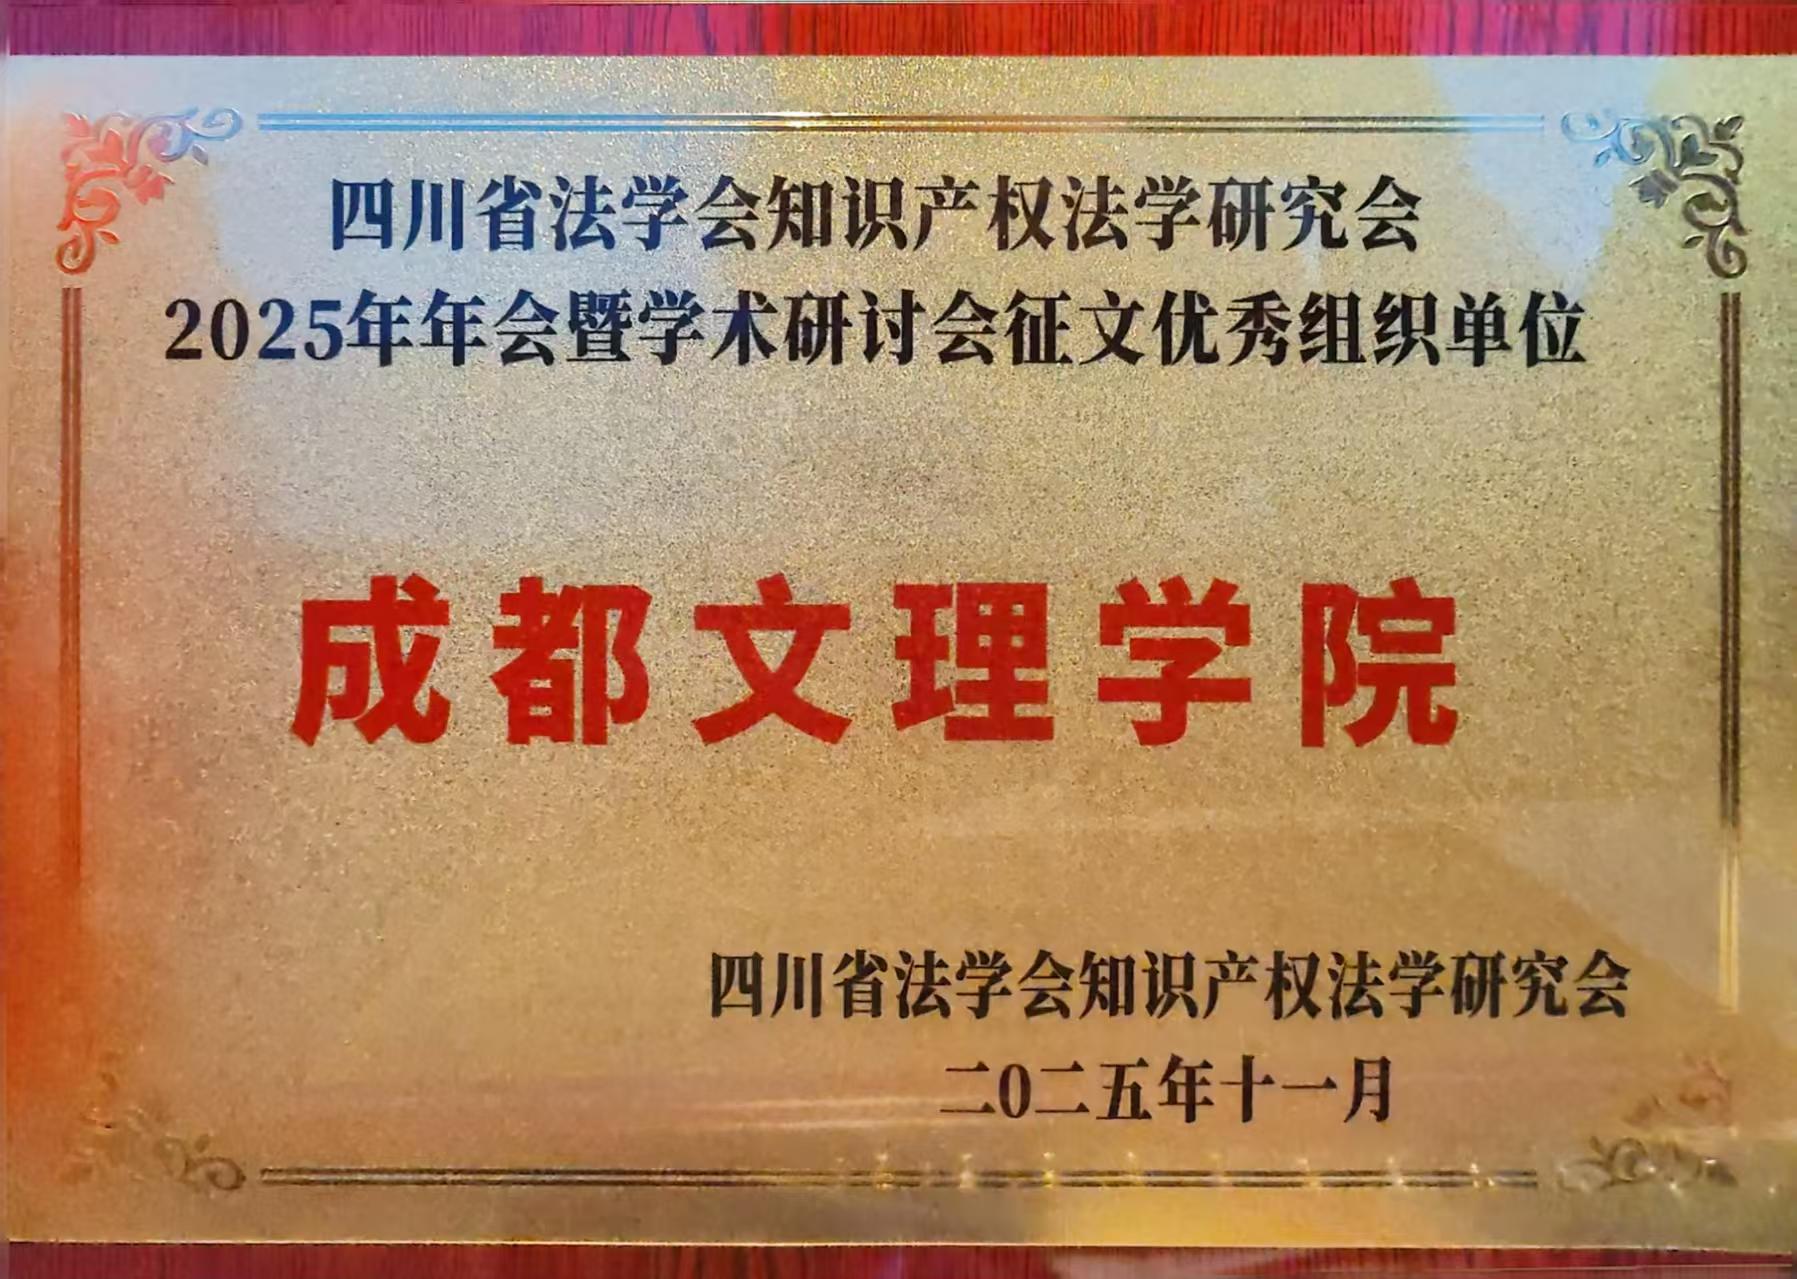 四川省法学会知识产权法学研究会
2025年年会暨学术研讨会征文优秀组织单位
成都文理学院
四川省法学会知识产权法学研究会
二0二五年十一月